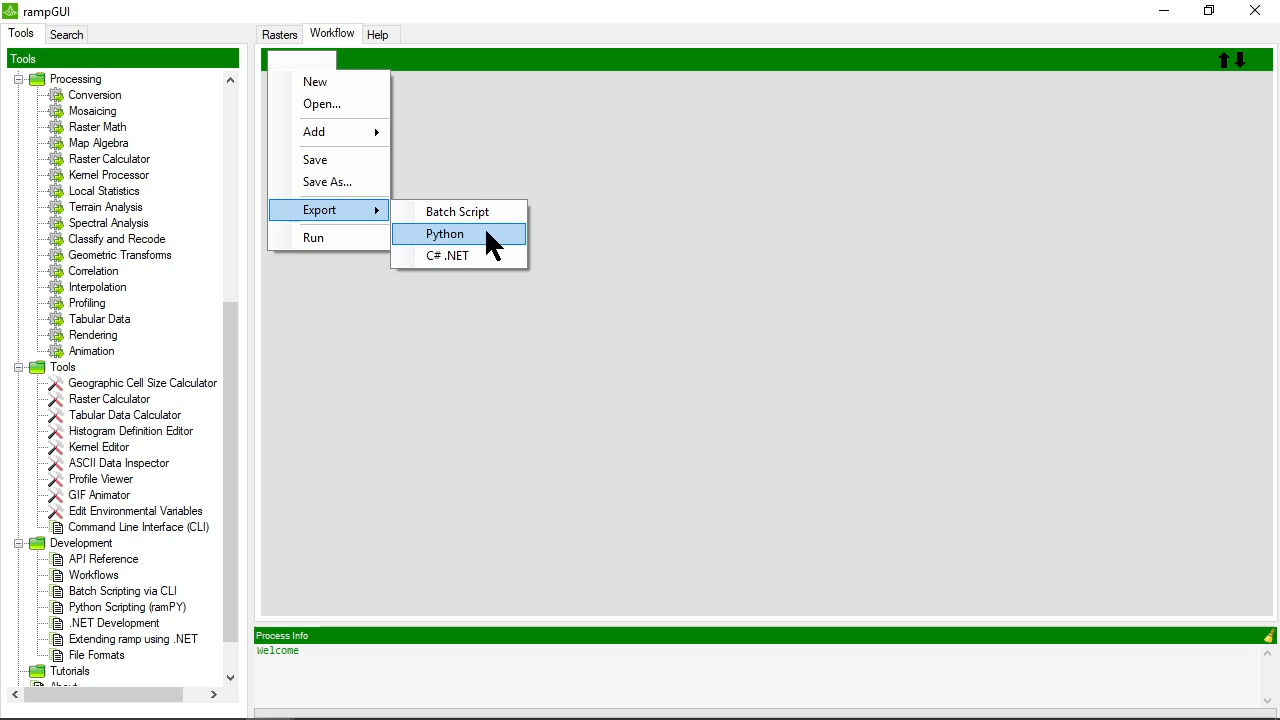 rampGUI
Tools
Search
Rasters
Workflow
Help
Tools
Processing
Conversion
Mosaicing
Raster Math
Map Algebra
Raster Calculator
Kernel Processor
Local Statistics
Terrain Analysis
Spectral Analysis
Classify and Recode
Geometric Transforms
Correlation
Interpolation
Profiling
Tabular Data
Rendering
Animation
Tools
Geographic Cell Size Calculator
Raster Calculator
Tabular Data Calculator
Histogram Definition Editor
Kernel Editor
ASCII Data Inspector
Profile Viewer
GIF Animator
Edit Environmental Variables
Command Line Interface (CLI)
Development
API Reference
Workflows
Batch Scripting via CLI
Python Scripting (ramPY)
.NET Development
Extending ramp using .NET
File Formats
Tutorials
New
Open...
Add
Save
Save As...
Export
Run
Batch Script
Python
C# .NET
Process Info
Welcome